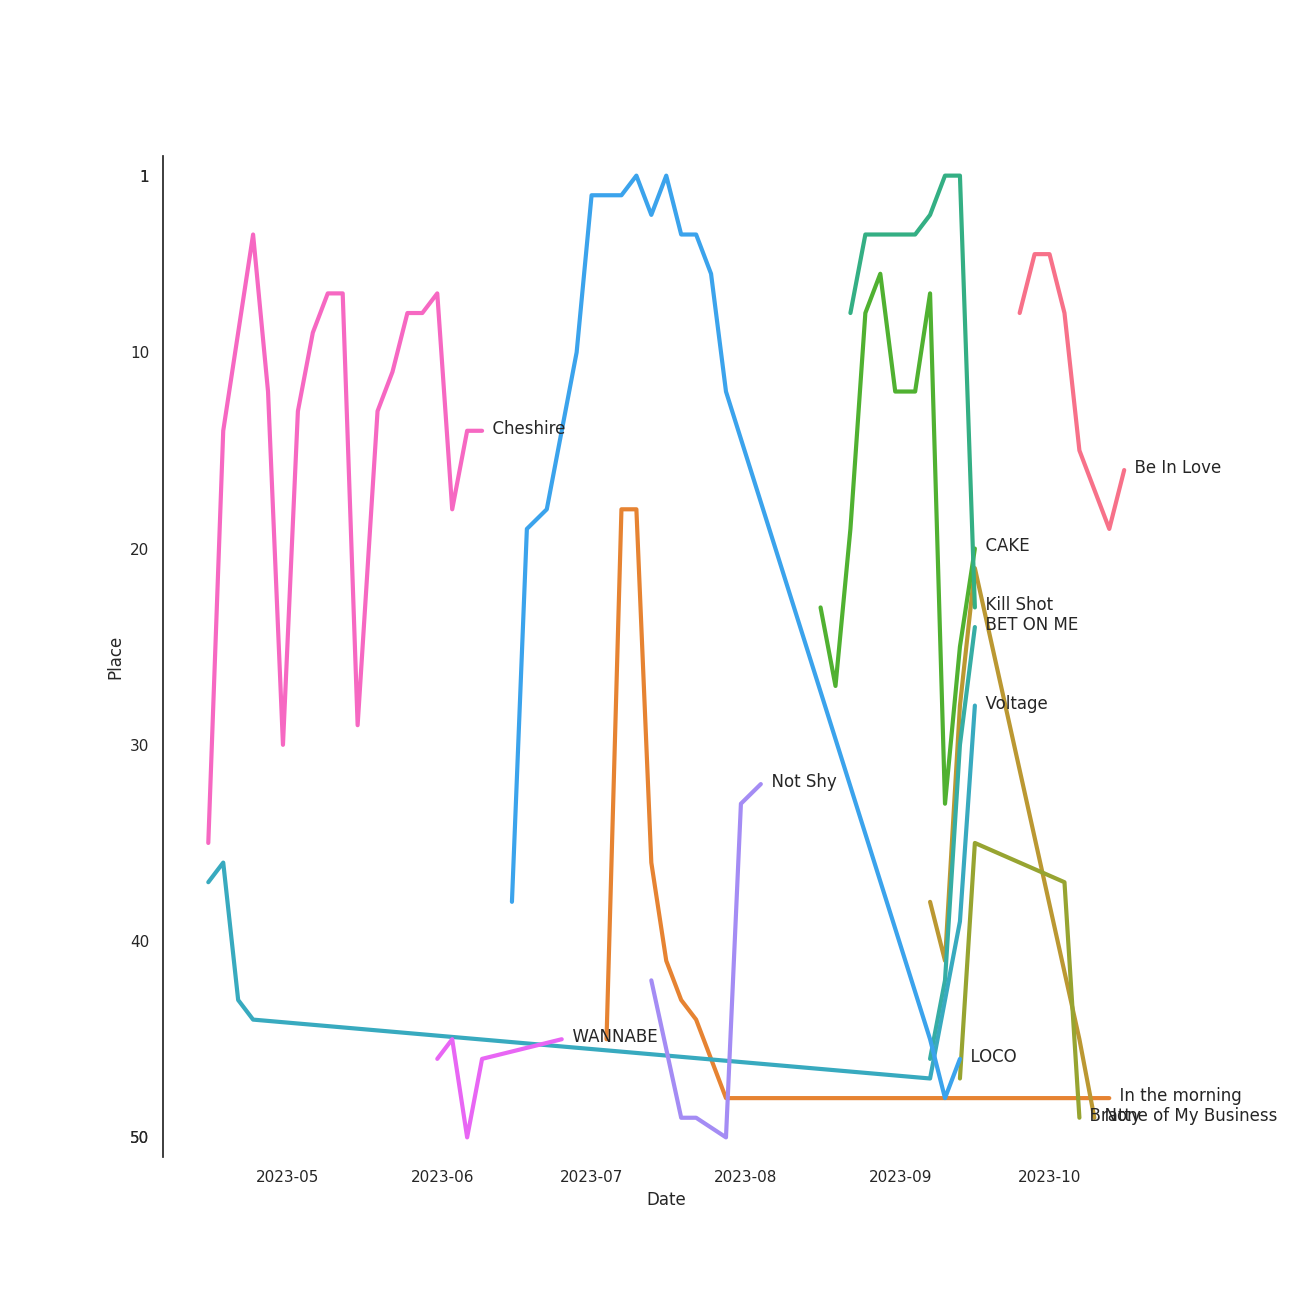 1
10
Cheshire
Be In Love
20
CAKE
Kill Shot
BET ON ME
Place
Voltage
30
Not Shy
40
WANNABE
LOCO
In the morning
Bratty
None of My Business
50
2023-05
2023-06
2023-07
2023-08
2023-09
2023-10
Date